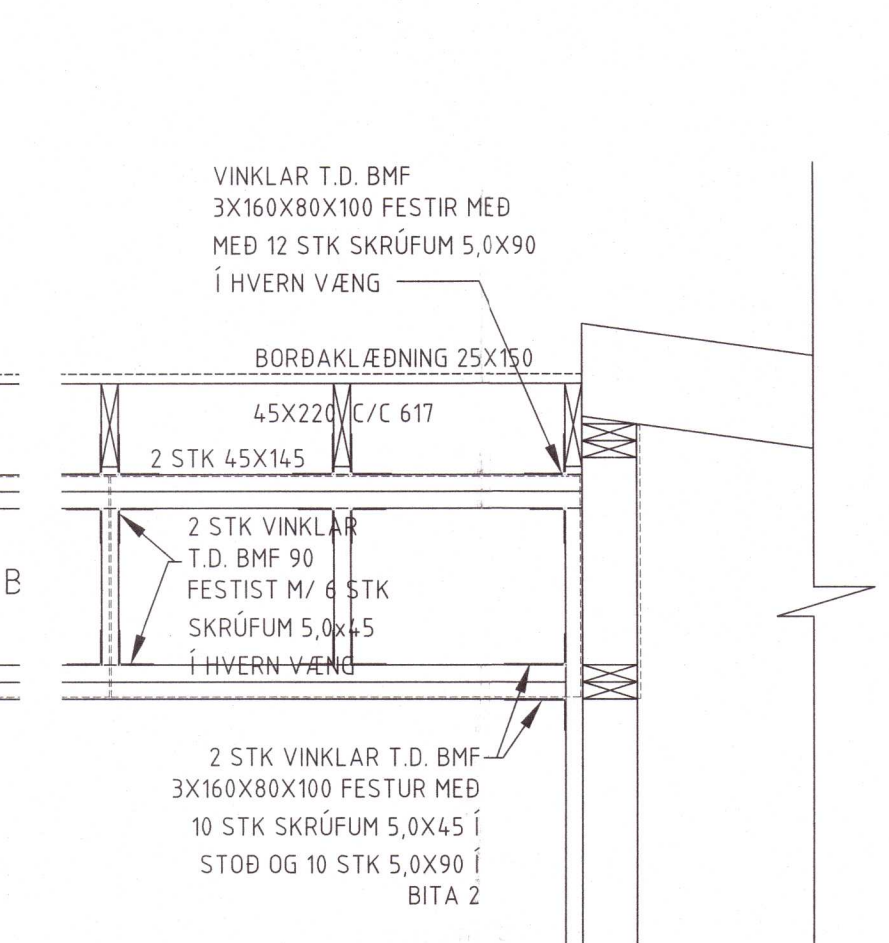 VINKLAR T.D. BMF
3X160X80X100 FESTIR MEÐ
MEÐ 12 STK SKRÚFUM 5,0X90
Í HVERN VÆNG
BORÐAKLÆÐNING 25X150
45X220 C/C 617
2 STK 45X145
2 STK VINKLAR
T.D. BMF 90
FESTIST M/ 6 STK
SKRÚFUM 5,0x45
Í HVERN VÆNG
B
2 STK VINKLAR T.D. BMF
3X160X80X100 FESTUR MEÐ
10 STK SKRÚFUM 5,0X45 Í
STOÐ OG 10 STK 5,0X90 Í
BITA 2